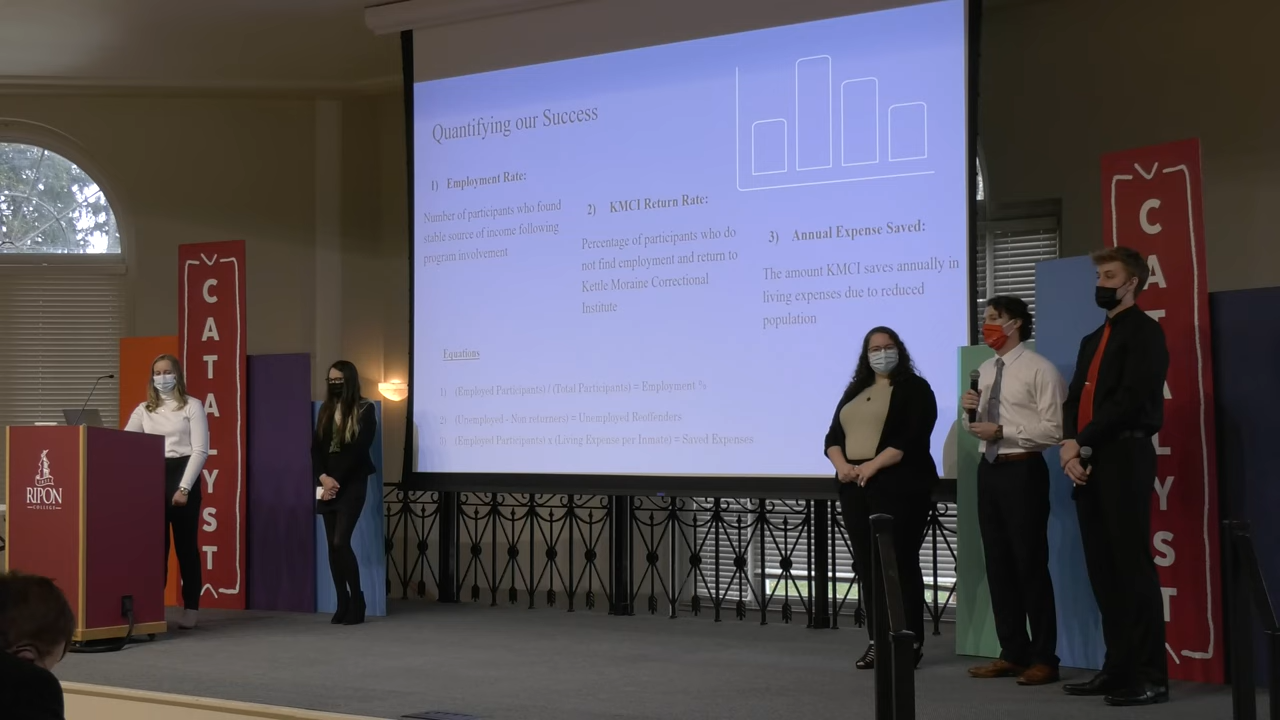 Quantifying our Success
1) Employment Rate:
Number of participants who found
stable source of income following
program involvement
2) KMCI Return Rate:
Percentage of participants who do
not find employment and return to
Kettle Moraine Correctional
Institute
3) Annual Expense Saved:
The amount KMCI saves annually in
living expenses due to reduced
population
Equations
1) (Employed Participants) / (Total Participants) = Employment %
2) (Unemployed - Non returners) = Unemployed Reoffenders
3) (Employed Participants) x (Living Expense per Inmate) = Saved Expenses
CATALYST
CATALYST
RIPON
COLLEGE